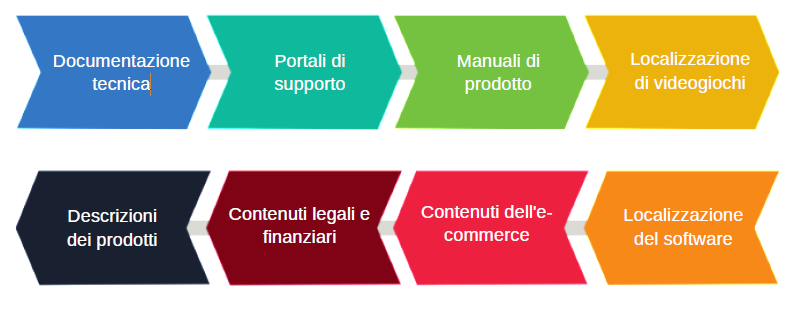 Documentazione
tecnica
Portali di
supporto
Manuali di
prodotto
Localizzazione
di videogiochi
Descrizioni
dei prodotti
Contenuti legali e
finanziari
Contenuti dell'e-
commerce
Localizzazione
del software